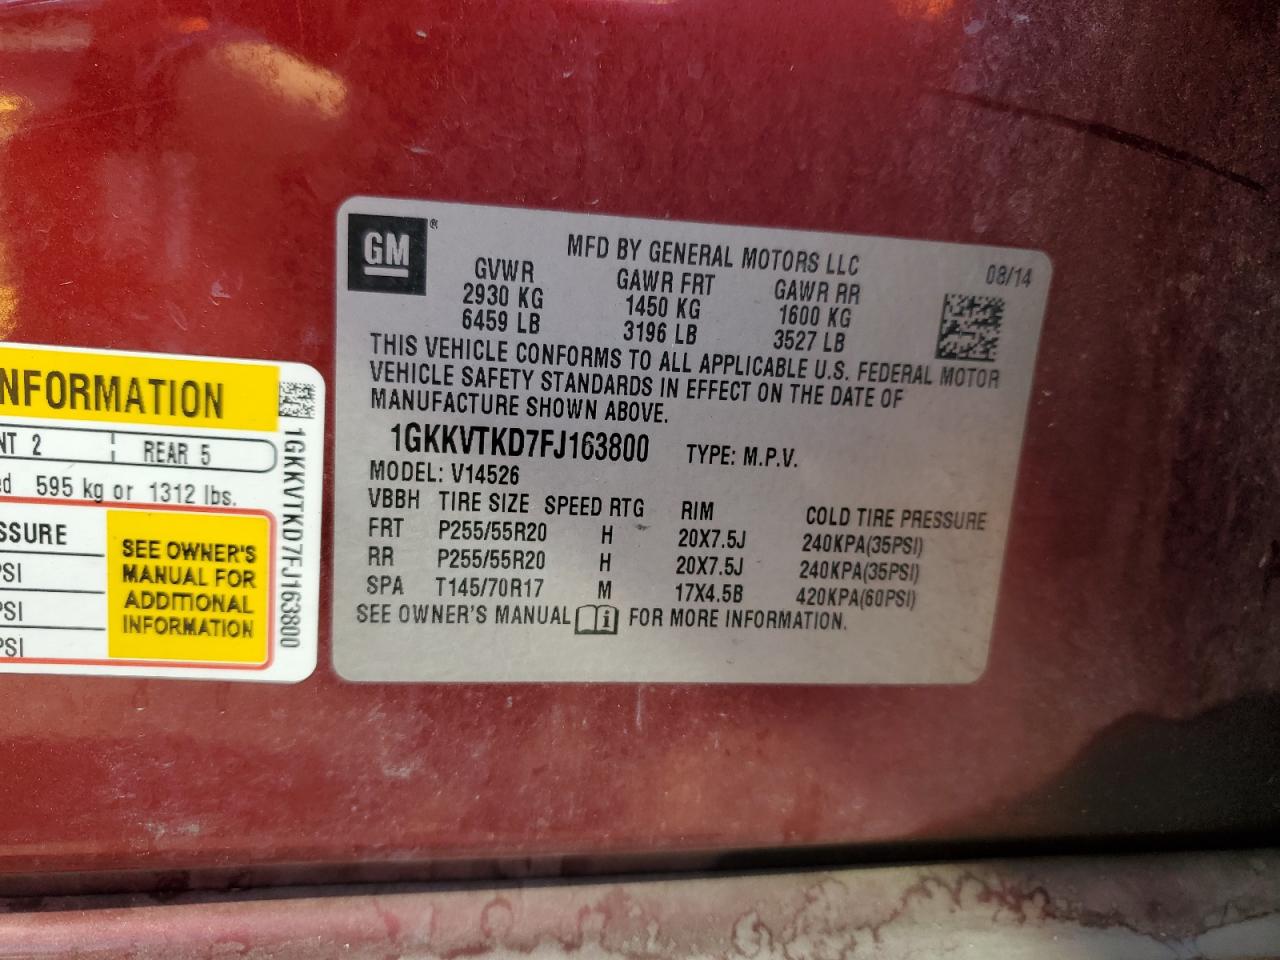 GM ®
MFD BY GENERAL MOTORS LLC
08/14
GVWR GAWR FRT GAWR RR
2930 KG 1450 KG 1600 KG
6459 LB 3196 LB 3527 LB
THIS VEHICLE CONFORMS TO ALL APPLICABLE U.S. FEDERAL MOTOR
VEHICLE SAFETY STANDARDS IN EFFECT ON THE DATE OF
MANUFACTURE SHOWN ABOVE.
1GKKVTKD7FJ163800 TYPE: M.P.V.
MODEL: V14526
VBBH TIRE SIZE SPEED RTG RIM COLD TIRE PRESSURE
FRT P255/55R20 H 20X7.5J 240KPA(35PSI)
RR P255/55R20 H 20X7.5J 240KPA(35PSI)
SPA T145/70R17 M 17X4.5B 420KPA(60PSI)
SEE OWNER'S MANUAL i FOR MORE INFORMATION.
NFORMATION
NT 2 REAR 5
ed 595 kg or 1312 lbs.
SSURE
PSI
PSI
PSI
SEE OWNER'S
MANUAL FOR
ADDITIONAL
INFORMATION
1GKKVTKD7FJ163800